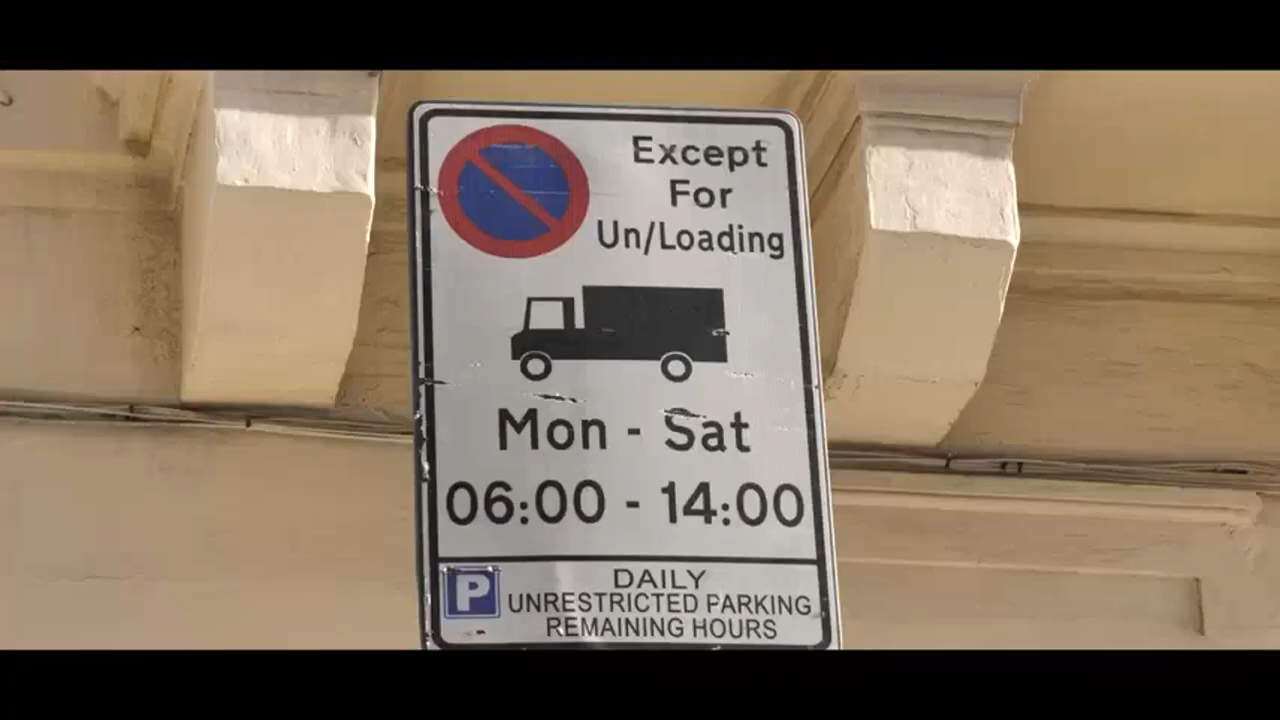 Except
For
Un/Loading
Mon - Sat
06:00 - 14:00
P
DAILY
UNRESTRICTED PARKING
REMAINING HOURS